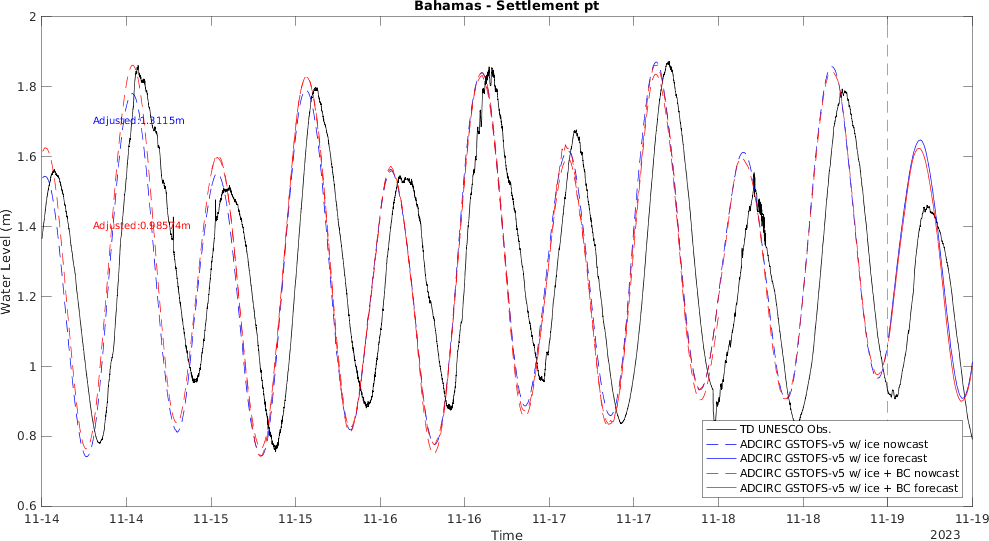 Bahamas - Settlement pt
Water Level (m)
2
1.8
1.6
1.4
1.2
1
0.8
0.6
Adjusted:1.3115m
Adjusted:0.98574m
TD UNESCO Obs.
ADCIRC GSTOFS-v5 w/ ice nowcast
ADCIRC GSTOFS-v5 w/ ice forecast
ADCIRC GSTOFS-v5 w/ ice + BC nowcast
ADCIRC GSTOFS-v5 w/ ice + BC forecast
11-14 11-14 11-15 11-15 11-16 11-16 11-17 11-17 11-18 11-18 11-19 11-19
Time
2023